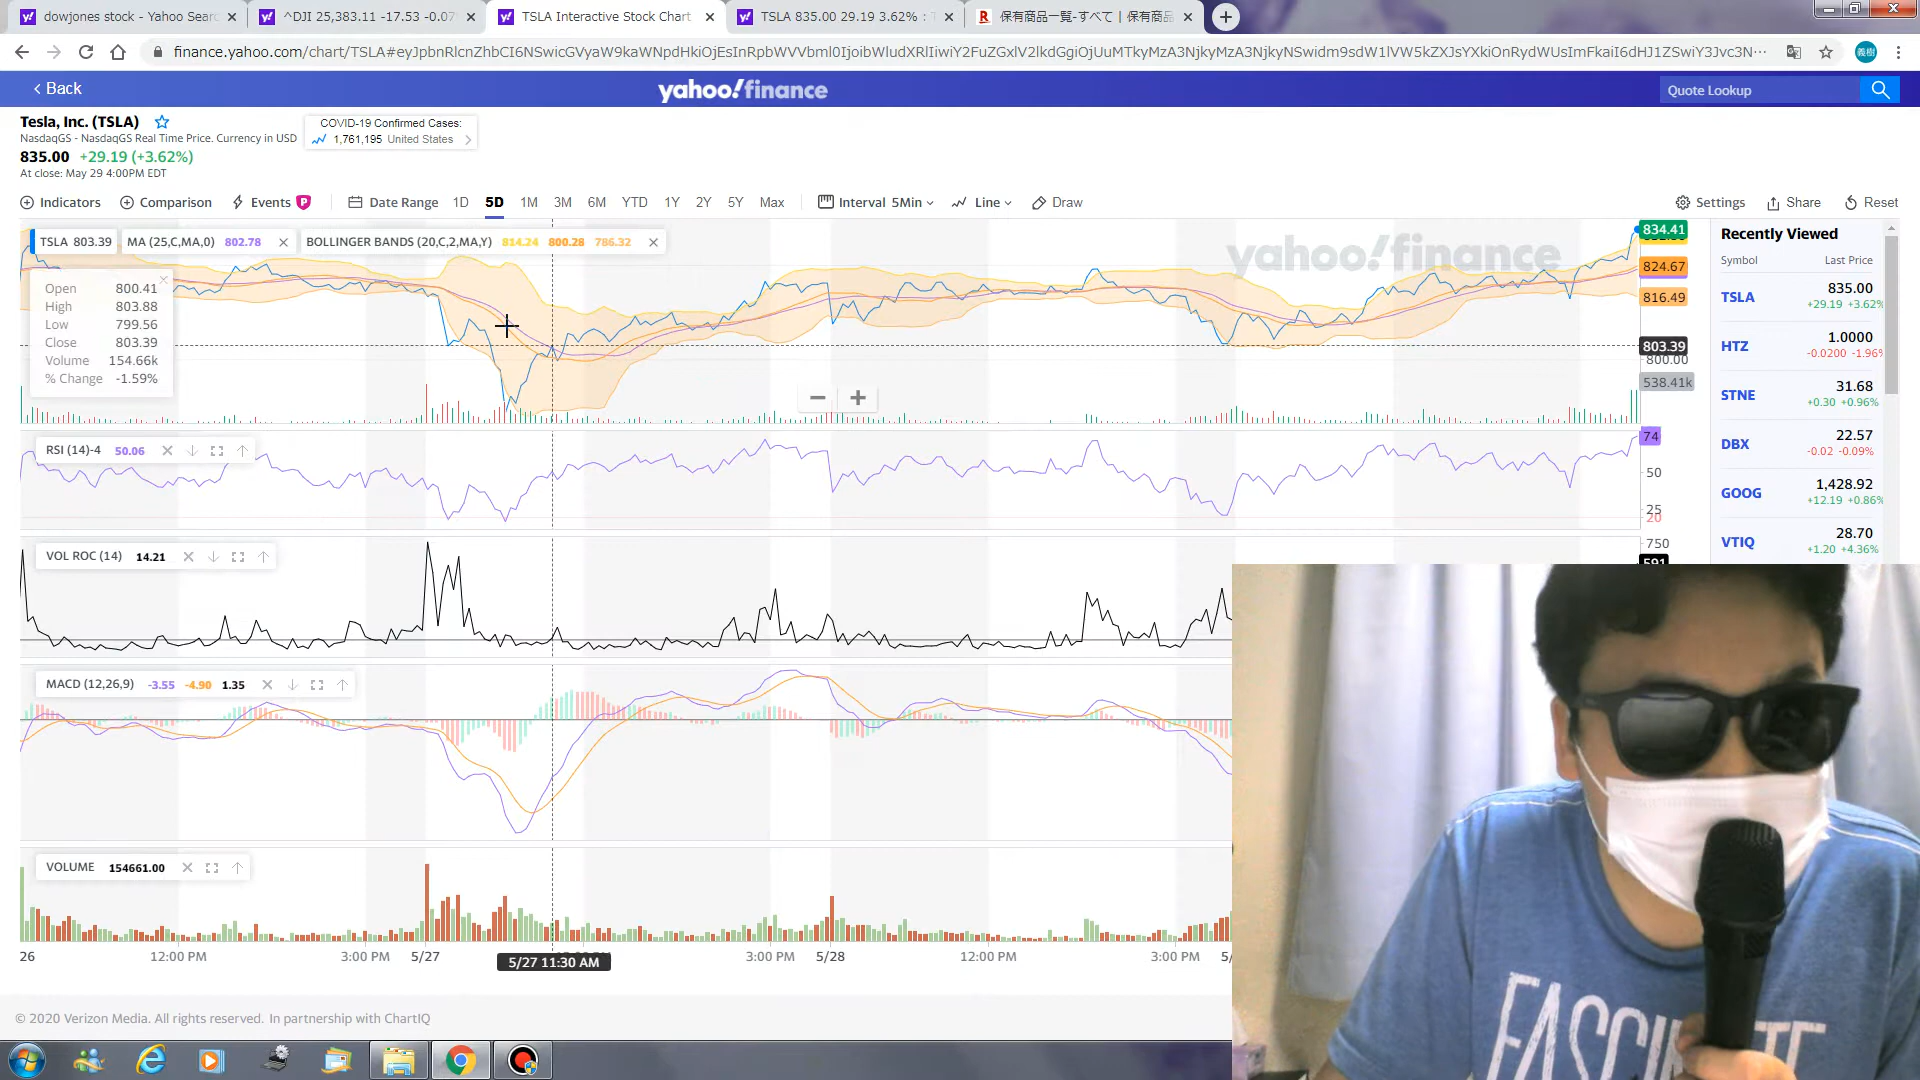 dowjones stock - Yahoo Sear
^DJI 25,383.11 -17.53 -0.07
TSLA Interactive Stock Chart
TSLA 835.00 29.19 3.62% : T
保有商品一覧-すべて | 保有商品
finance.yahoo.com/chart/TSLA#
義樹
Back
yahoo!finance
Quote Lookup
Tesla, Inc. (TSLA)
NasdaqGS - NasdaqGS Real Time Price. Currency in USD
835.00 +29.19 (+3.62%)
At close: May 29 4:00PM EDT
COVID-19 Confirmed Cases:
1,761,195 United States
Indicators Comparison Events P Date Range 1D 5D 1M 3M 6M YTD 1Y 2Y 5Y Max Interval 5Min Line Draw Settings Share Reset
TSLA 803.39 MA (25,C,MA,0) 802.78 BOLLINGER BANDS (20,C,2,MA,Y) 814.24 800.28 786.32
yahoo!finance
Open 800.41
High 803.88
Low 799.56
Close 803.39
Volume 154.66k
% Change -1.59%
834.41
824.67
816.49
803.39
800.00
538.41k
RSI (14)-4 50.06
74
50
25
20
VOL ROC (14) 14.21
750
591
MACD (12,26,9) -3.55 -4.90 1.35
VOLUME 154661.00
26 12:00 PM 3:00 PM 5/27 5/27 11:30 AM 3:00 PM 5/28 12:00 PM 3:00 PM 5/
Recently Viewed
Symbol Last Price
TSLA 835.00
+29.19 +3.62%
HTZ 1.0000
-0.0200 -1.96%
STNE 31.68
+0.30 +0.96%
DBX 22.57
-0.02 -0.09%
GOOG 1,428.92
+12.19 +0.86%
VTIQ 28.70
+1.20 +4.36%
© 2020 Verizon Media. All rights reserved. In partnership with ChartIQ